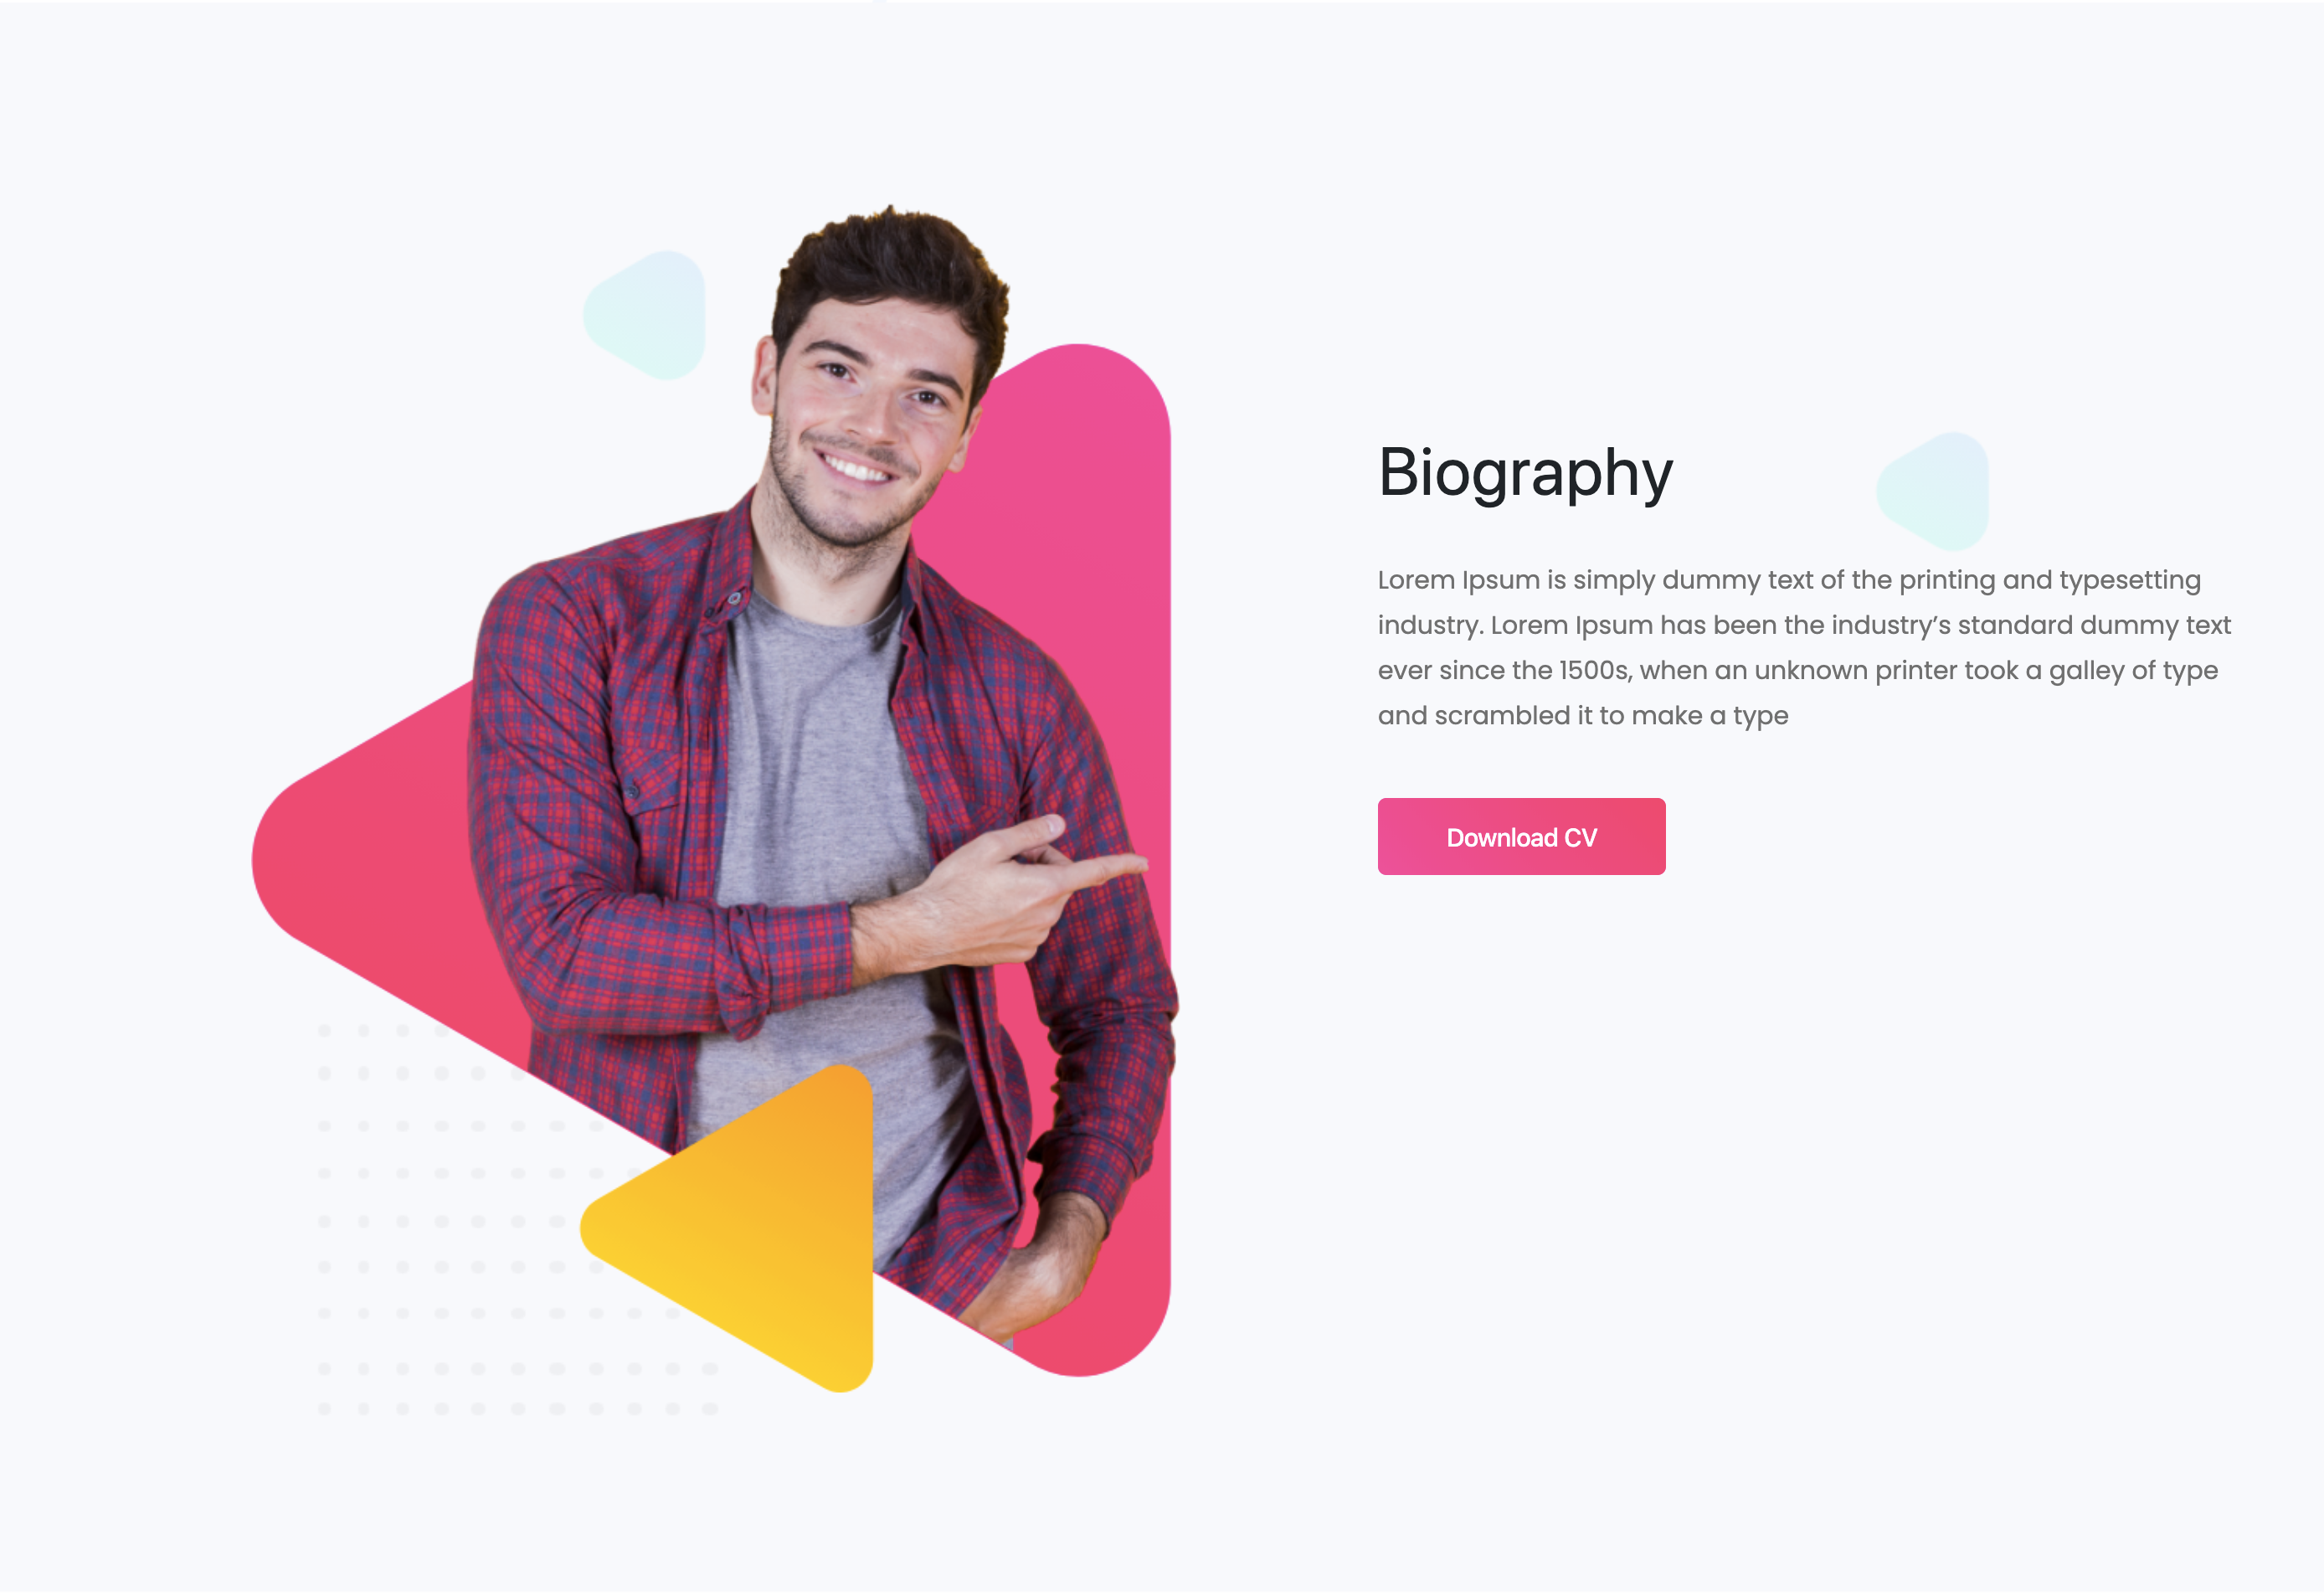 Biography
Lorem Ipsum is simply dummy text of the printing and typesetting
industry. Lorem Ipsum has been the industry’s standard dummy text
ever since the 1500s, when an unknown printer took a galley of type
and scrambled it to make a type
Download CV